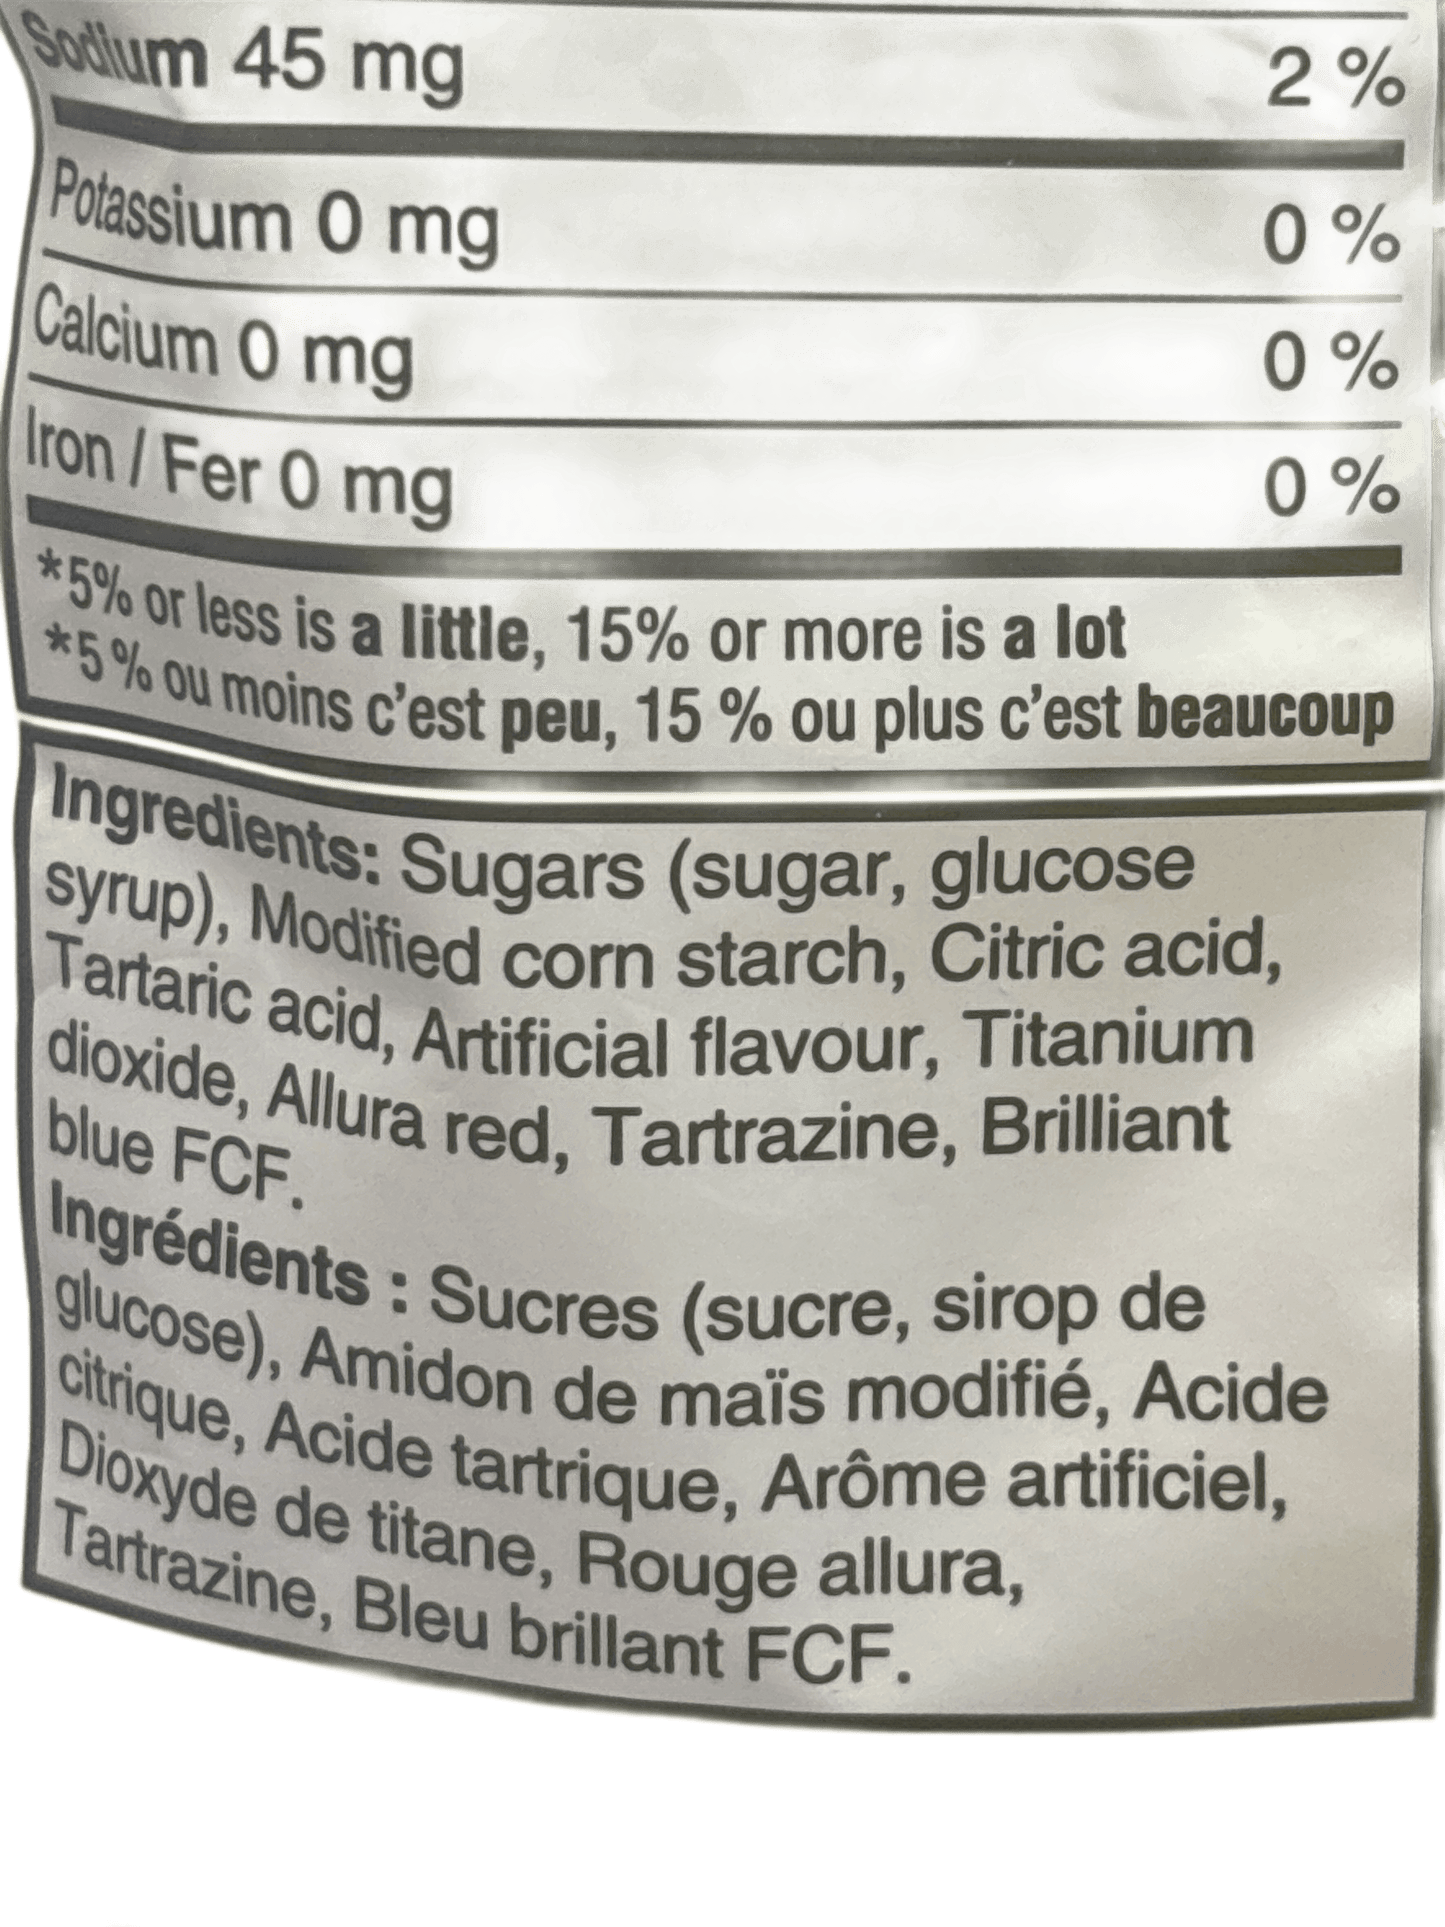 Sodium 45 mg 2 %
Potassium 0 mg 0 %
Calcium 0 mg 0 %
Iron / Fer 0 mg 0 %
*5% or less is a little, 15% or more is a lot
*5 % ou moins c'est peu, 15 % ou plus c'est beaucoup
Ingredients: Sugars (sugar, glucose
syrup), Modified corn starch, Citric acid,
Tartaric acid, Artificial flavour, Titanium
dioxide, Allura red, Tartrazine, Brilliant
blue FCF.
Ingrédients : Sucres (sucre, sirop de
glucose), Amidon de maïs modifié, Acide
citrique, Acide tartrique, Arôme artificiel,
Dioxyde de titane, Rouge allura,
Tartrazine, Bleu brillant FCF.